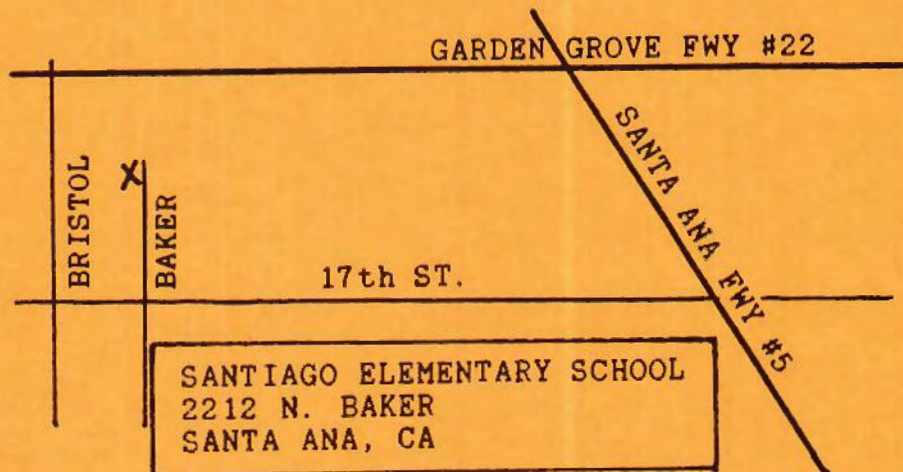 GARDEN GROVE FWY #22
SANTA ANA FWY #5
BRISTOL
X
BAKER
17th ST.
SANTIAGO ELEMENTARY SCHOOL
2212 N. BAKER
SANTA ANA, CA